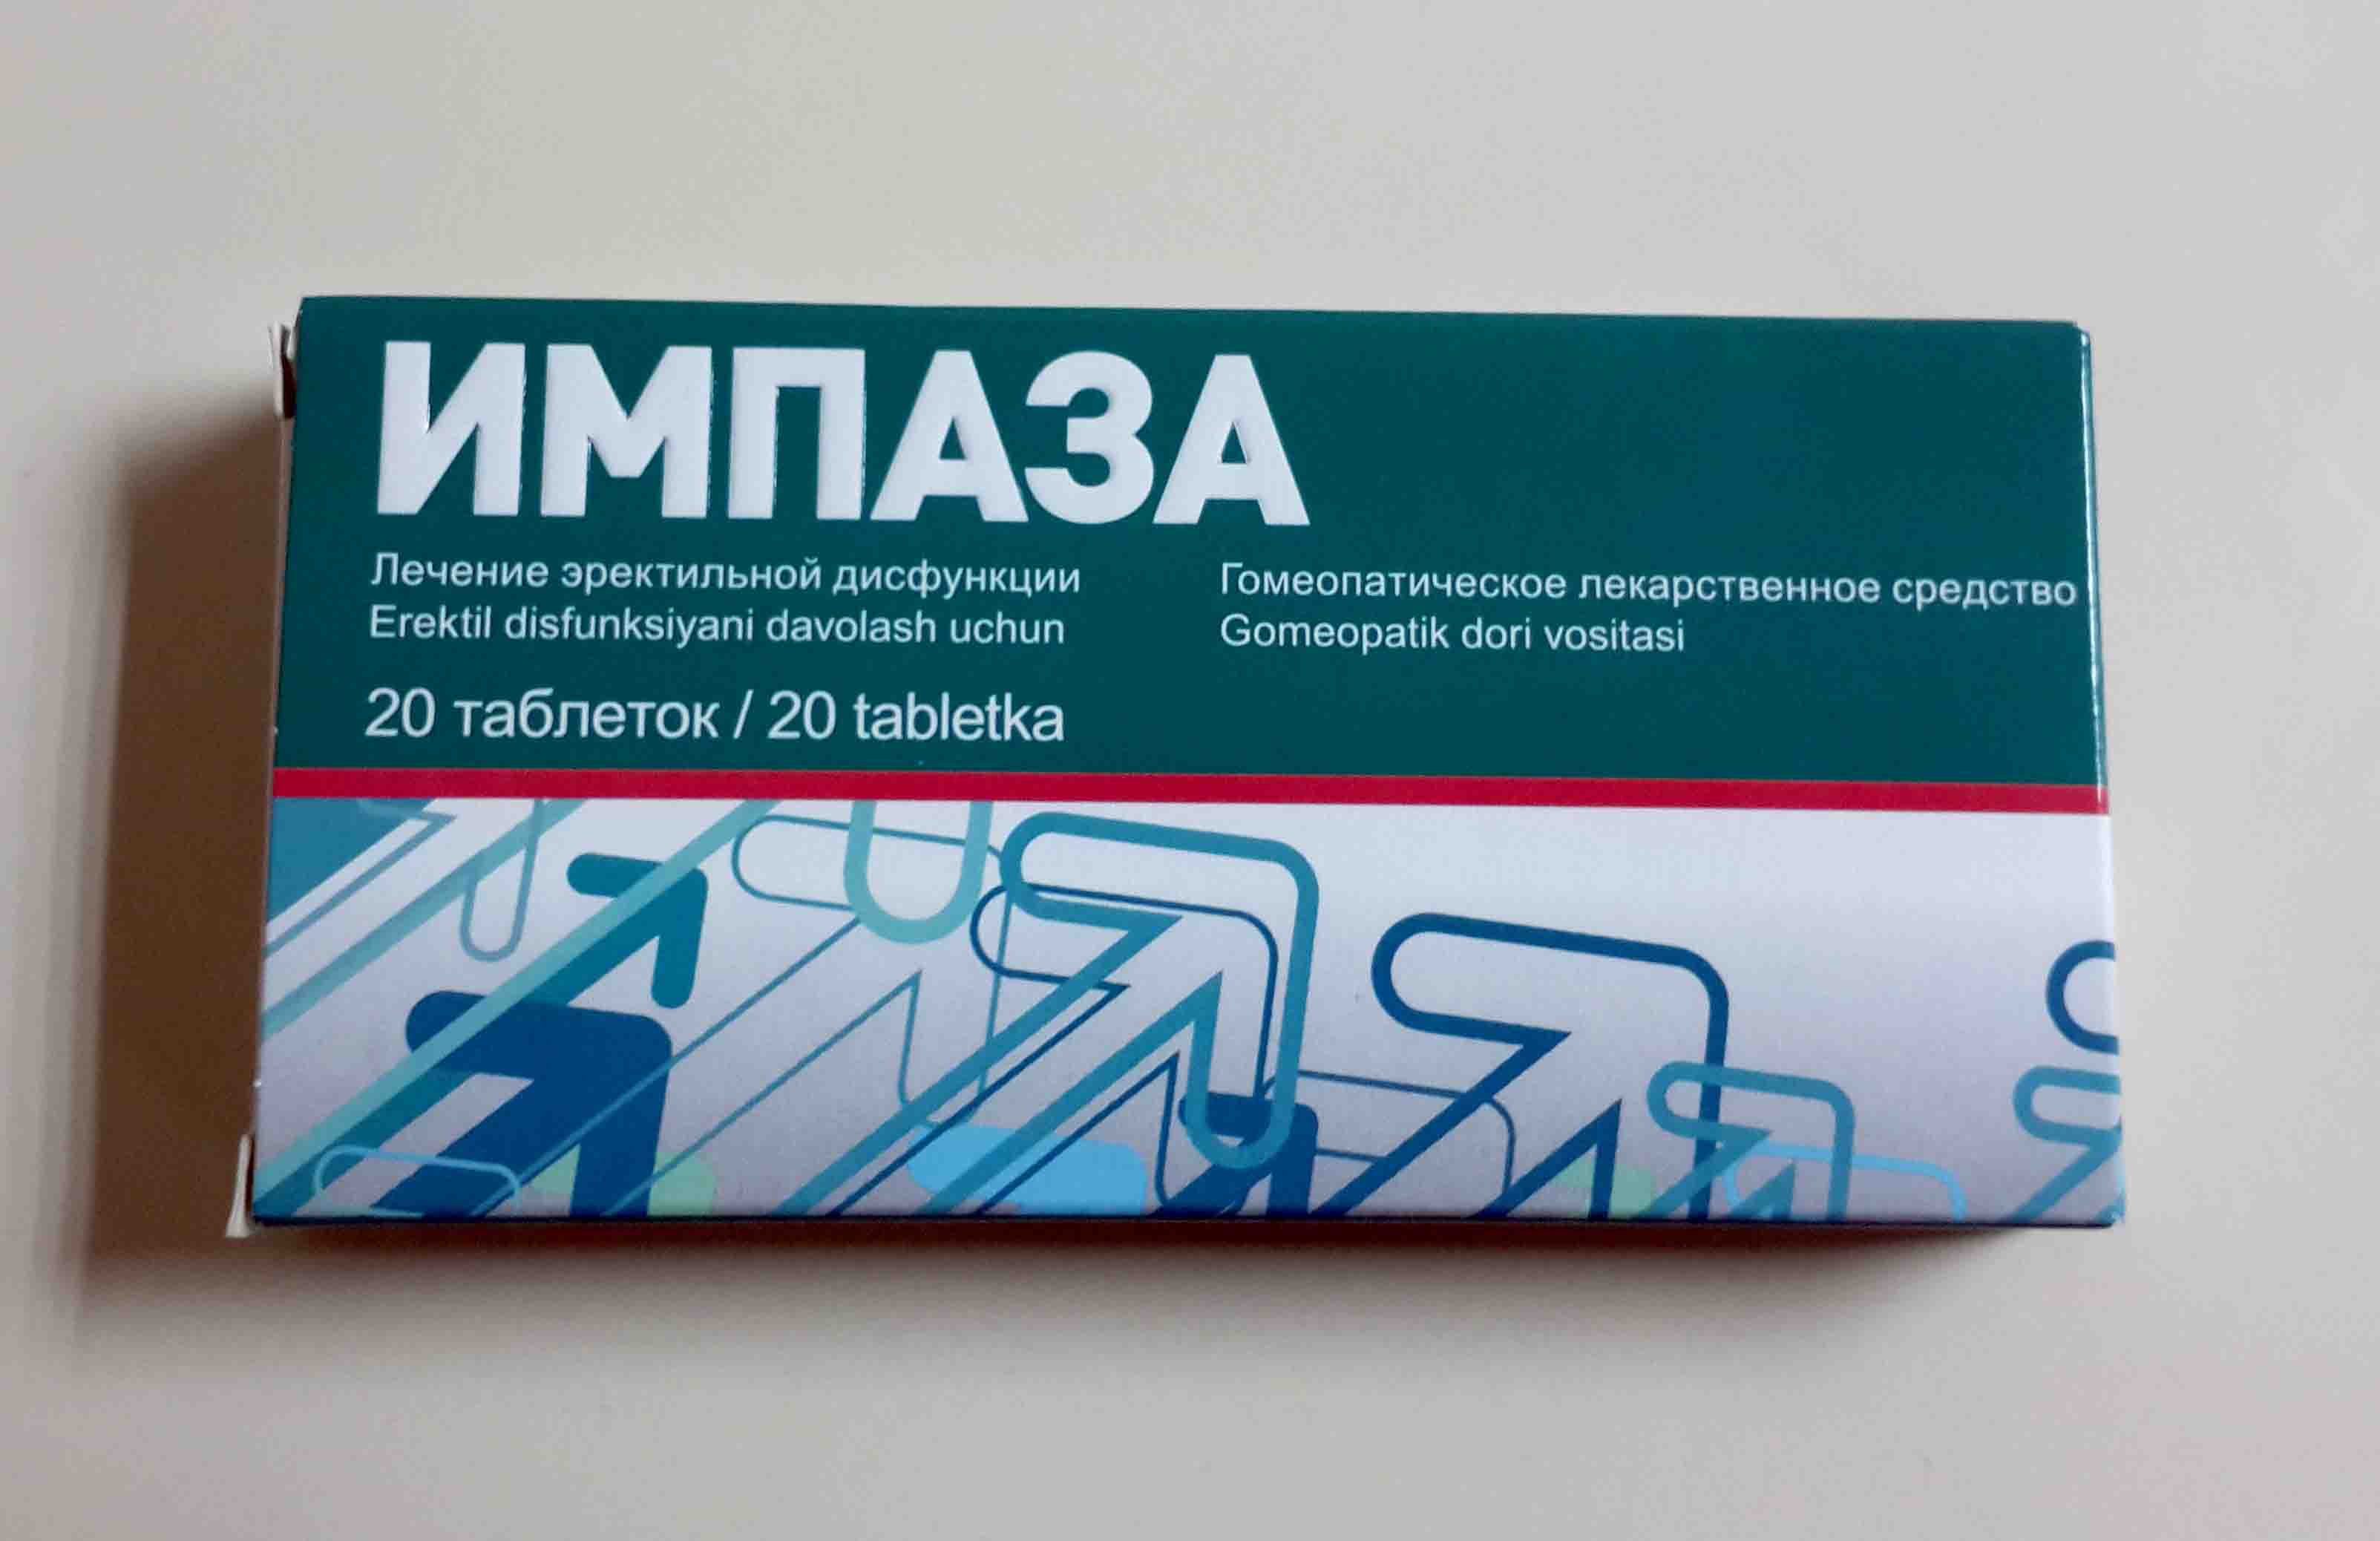 ИМПАЗА
Лечение эректильной дисфункции
Erektil disfunksiyani davolash uchun
Гомеопатическое лекарственное средство
Gomeopatik dori vositasi
20 таблеток / 20 tabletka